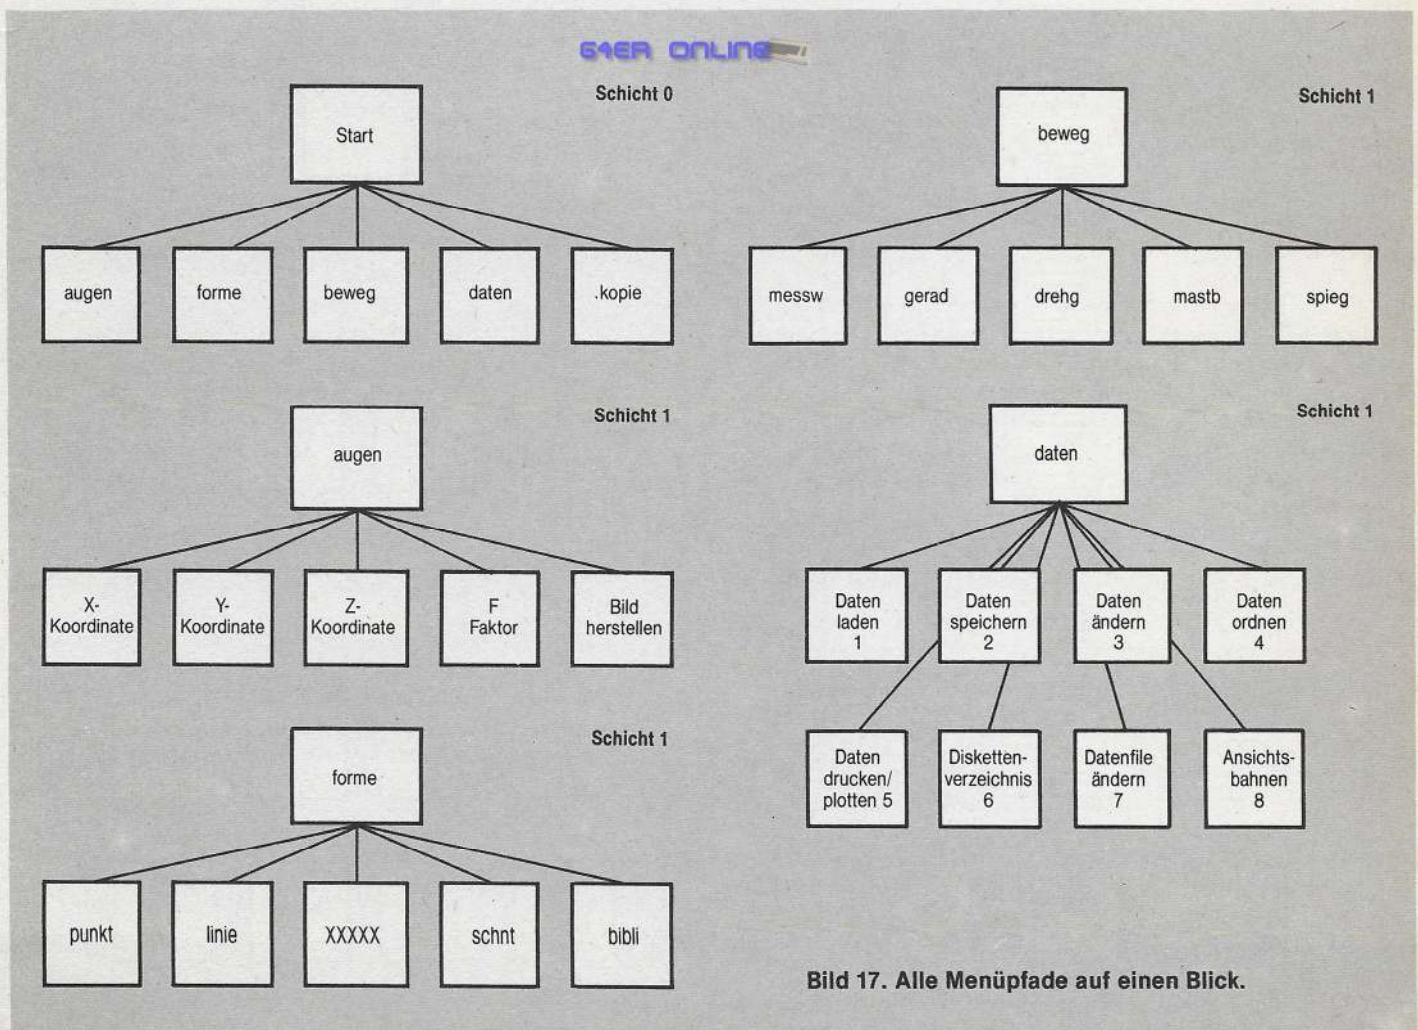 64ER ONLINE
Schicht 0
Start
augen
forme
beweg
daten
.kopie
Schicht 1
augen
X-
Koordinate
Y-
Koordinate
Z-
Koordinate
F
Faktor
Bild
herstellen
Schicht 1
forme
punkt
linie
XXXXX
schnt
bibli
Schicht 1
beweg
messw
gerad
drehg
mastb
spieg
Schicht 1
daten
Daten
laden
1
Daten
speichern
2
Daten
ändern
3
Daten
ordnen
4
Daten
drucken/
plotten 5
Disketten-
verzeichnis
6
Datenfile
ändern
7
Ansichts-
bahnen
8
Bild 17. Alle Menüpfade auf einen Blick.